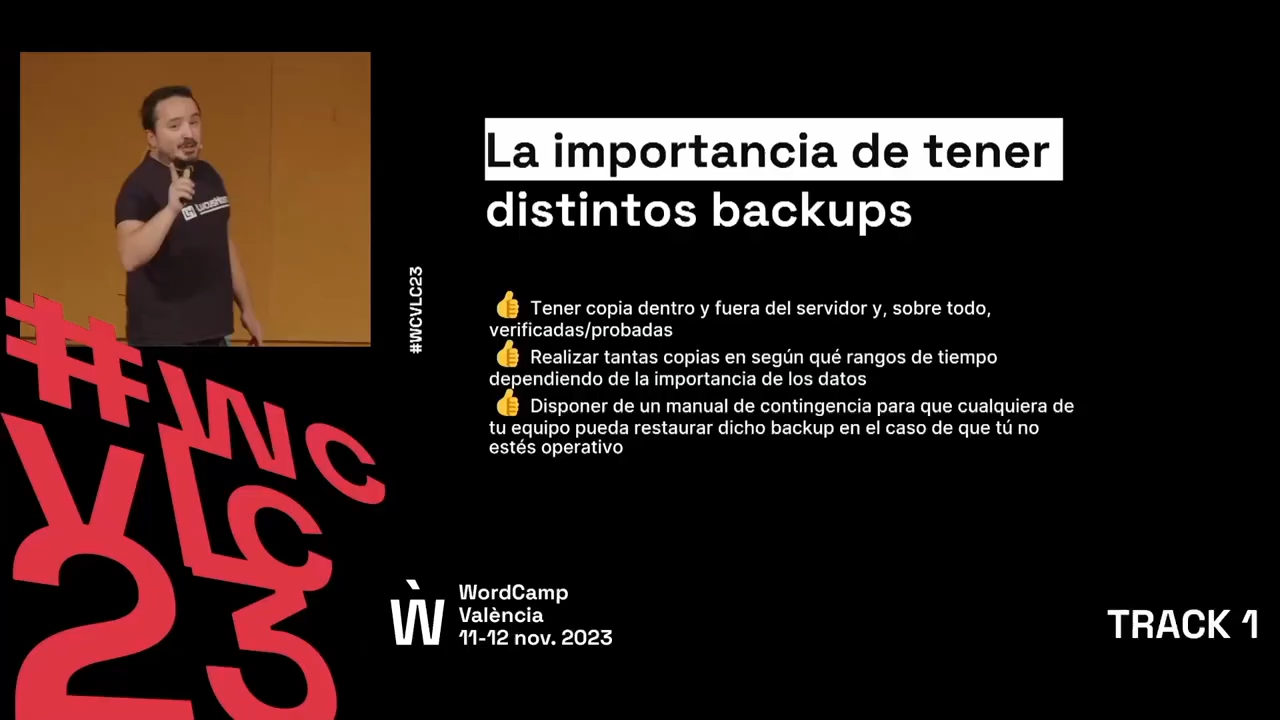 La importancia de tener
distintos backups
👍 Tener copia dentro y fuera del servidor y, sobre todo,
verificadas/probadas
👍 Realizar tantas copias en según qué rangos de tiempo
dependiendo de la importancia de los datos
👍 Disponer de un manual de contingencia para que cualquiera de
tu equipo pueda restaurar dicho backup en el caso de que tú no
estés operativo
#WCVLC23
#WC
VLC
23
Ẁ
WordCamp
València
11-12 nov. 2023
TRACK 1